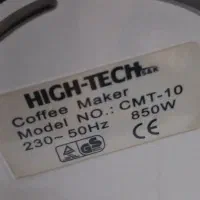 HIGH-TECH
Coffee Maker
Model NO.: CMT-10
230~ 50Hz 850W
CE